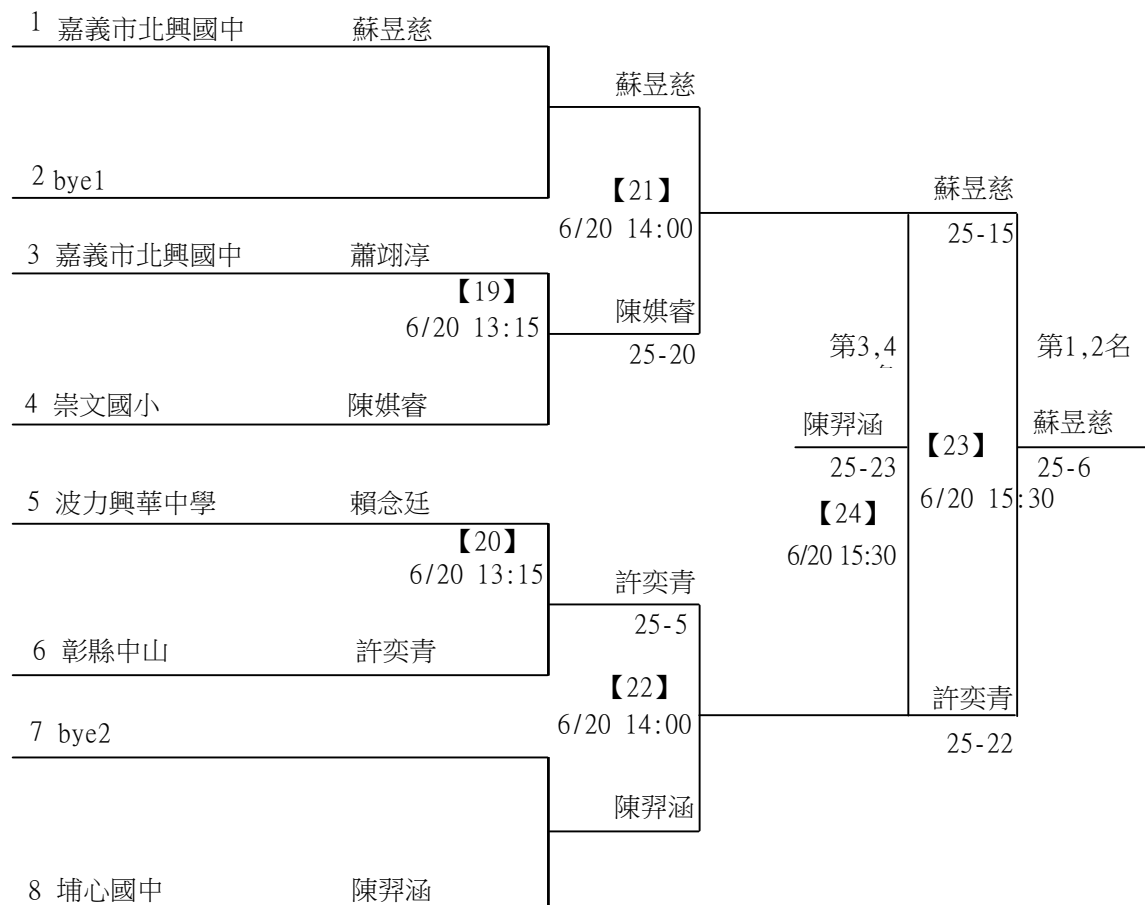 1 嘉義市北興國中 蘇昱慈
蘇昱慈
2 bye1
【21】
6/20 14:00
蘇昱慈
25-15
3 嘉義市北興國中 蕭翊淳
【19】
6/20 13:15
陳娸睿
25-20
4 崇文國小 陳娸睿
第3,4
第1,2名
陳羿涵
25-23
【24】
6/20 15:30
【23】
6/20 15:30
蘇昱慈
25-6
5 波力興華中學 賴念廷
【20】
6/20 13:15
許奕青
25-5
6 彰縣中山 許奕青
【22】
6/20 14:00
許奕青
25-22
7 bye2
陳羿涵
8 埔心國中 陳羿涵